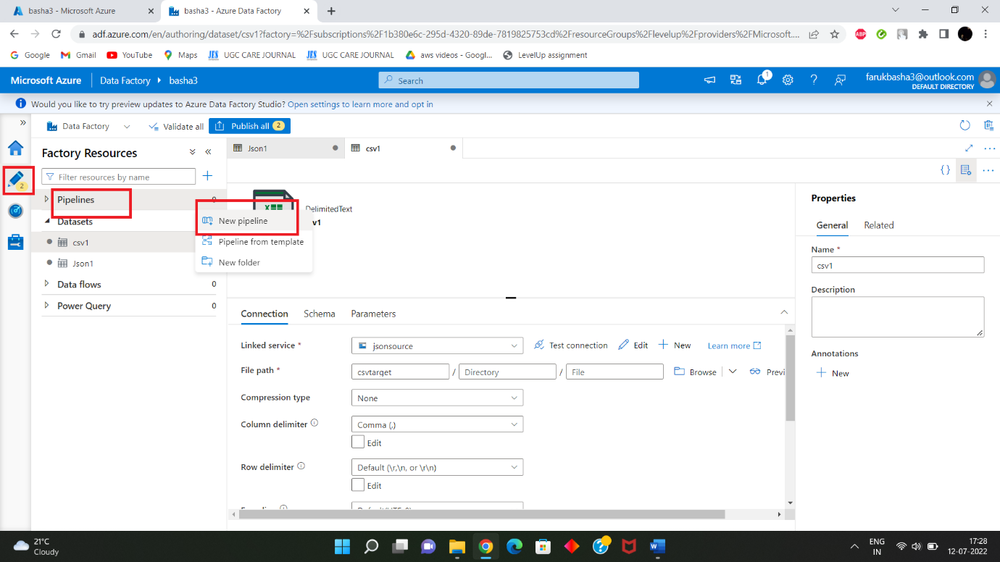 basha3 - Microsoft Azure
basha3 - Azure Data Factory
adf.azure.com/en/authoring/dataset/csv1?factory=%2Fsubscriptions%2F1b380e6c-295d-4320-89de-7819825753cd%2FresourceGroups%2Flevelup%2Fproviders%2FMicrosoft....
ABP
Google
Gmail
YouTube
Maps
UGC CARE JOURNAL
UGC CARE JOURNAL
aws videos - Googl...
LevelUp assignment
Microsoft Azure
Data Factory
basha3
Search
1
farukbasha3@outlook.com
DEFAULT DIRECTORY
Would you like to try preview updates to Azure Data Factory Studio? Open settings to learn more and opt in
Data Factory
Validate all
Publish all 2
Factory Resources
Filter resources by name
2
Pipelines
Datasets
csv1
Json1
Data flows 0
Power Query 0
New pipeline
Pipeline from template
New folder
Json1
csv1
DelimitedText
v1
Connection
Schema
Parameters
Linked service *
jsonsource
Test connection
Edit
New
Learn more
File path *
csvtarget
/
Directory
/
File
Browse
Previ
Compression type
None
Column delimiter
Comma (,)
Edit
Row delimiter
Default (\r,\n, or \r\n)
Edit
Properties
General
Related
Name *
csv1
Description
Annotations
New
21°C
Cloudy
ENG
IN
17:28
12-07-2022